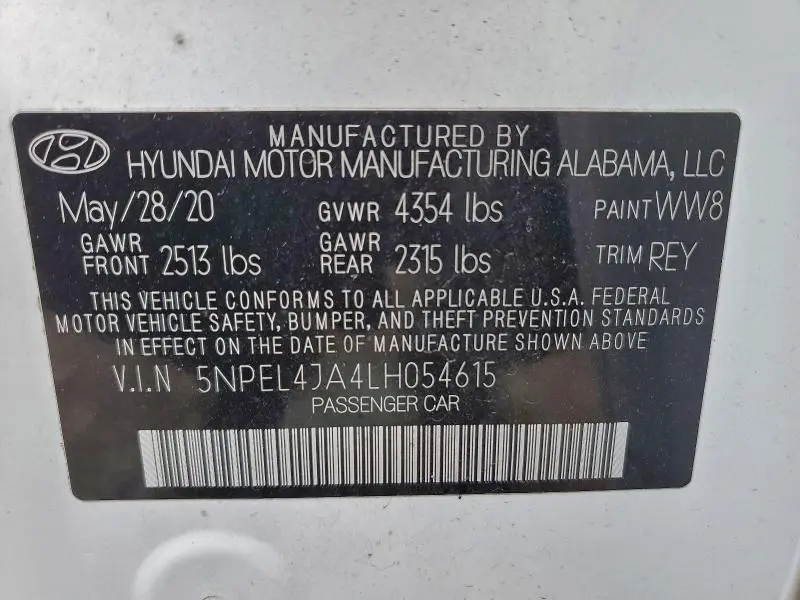 MANUFACTURED BY
HYUNDAI MOTOR MANUFACTURING ALABAMA, LLC
May/28/20 GVWR 4354 lbs PAINT WW8
GAWR FRONT 2513 lbs GAWR REAR 2315 lbs TRIM REY
THIS VEHICLE CONFORMS TO ALL APPLICABLE U.S.A. FEDERAL
MOTOR VEHICLE SAFETY, BUMPER, AND THEFT PREVENTION STANDARDS
IN EFFECT ON THE DATE OF MANUFACTURE SHOWN ABOVE
V.I.N 5NPEL4JA4LH054615
PASSENGER CAR